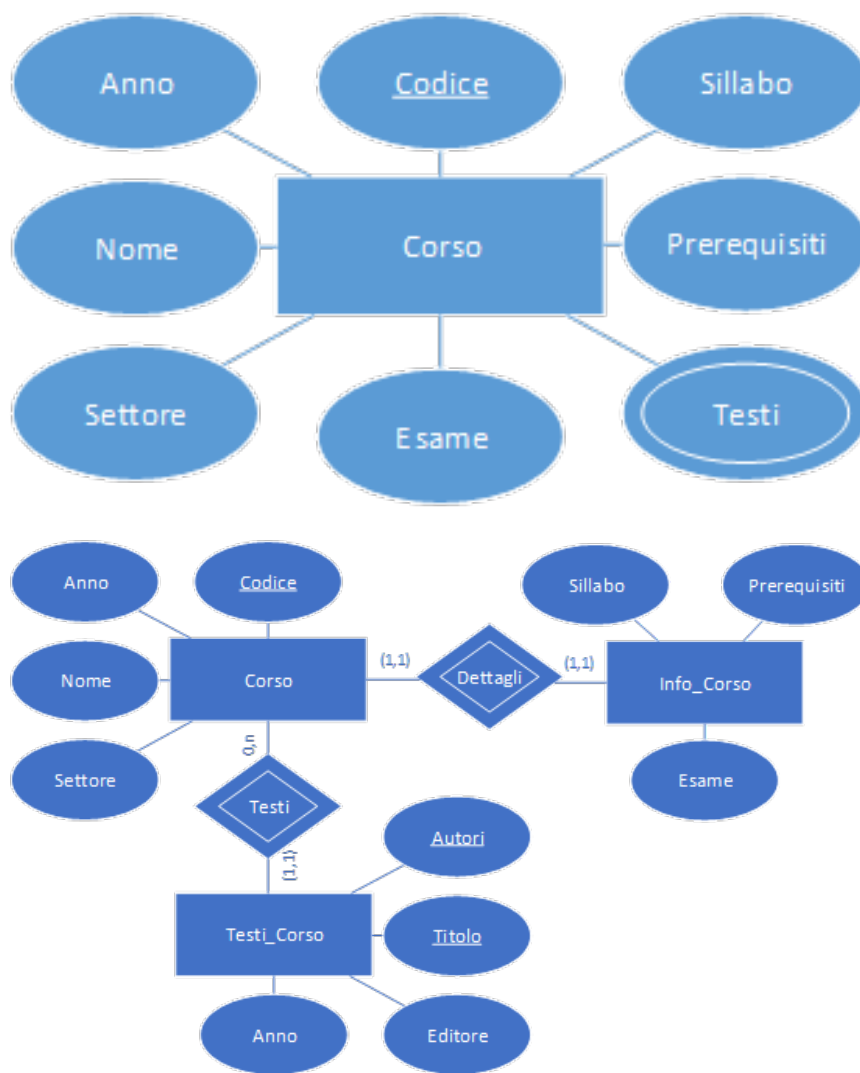 Anno
Codice
Sillabo
Nome
Corso
Prerequisiti
Settore
Esame
Testi
Anno
Codice
Sillabo
Prerequisiti
Nome
Corso
(1,1)
Dettagli
(1,1)
Info_Corso
Settore
0,n
Esame
Testi
(1,1)
Autori
Testi_Corso
Titolo
Anno
Editore